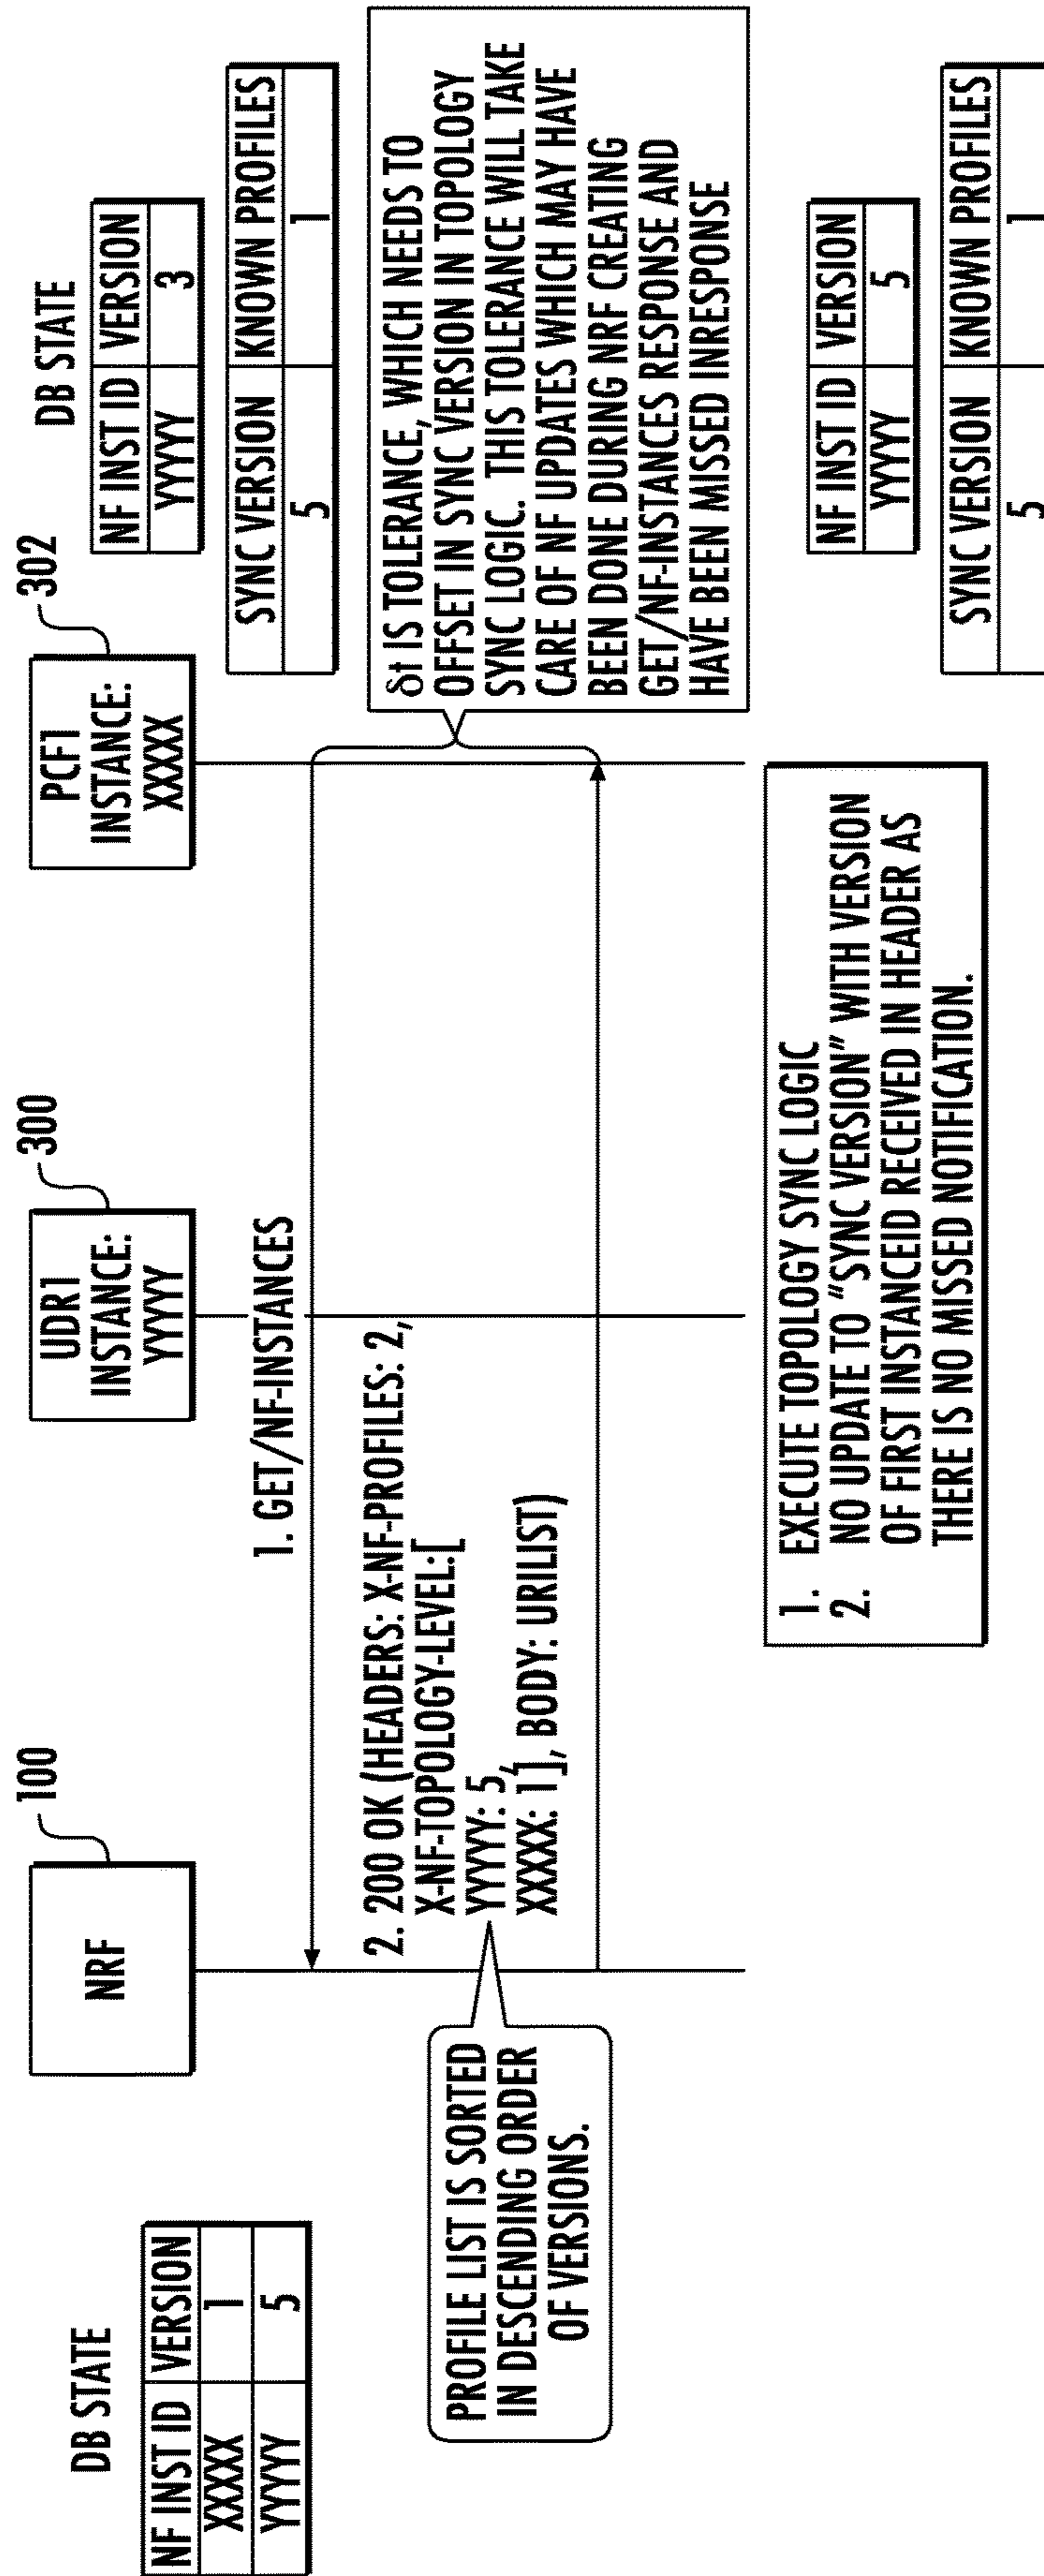 DB STATE
NF INST ID VERSION
XXXXX 1
YYYYY 5
NRF
100
UDR1
INSTANCE:
YYYYY
300
PCF1
INSTANCE:
XXXXX
302
DB STATE
NF INST ID VERSION
YYYYY 3
SYNC VERSION KNOWN PROFILES
5 1
1. GET/NF-INSTANCES
2. 200 OK (HEADERS: X-NF-PROFILES: 2,
X-NF-TOPOLOGY-LEVEL:[
YYYYY: 5,
XXXXX: 1], BODY: URILIST)
PROFILE LIST IS SORTED
IN DESCENDING ORDER
OF VERSIONS.
δt IS TOLERANCE, WHICH NEEDS TO
OFFSET IN SYNC VERSION IN TOPOLOGY
SYNC LOGIC. THIS TOLERANCE WILL TAKE
CARE OF NF UPDATES WHICH MAY HAVE
BEEN DONE DURING NRF CREATING
GET/NF-INSTANCES RESPONSE AND
HAVE BEEN MISSED INRESPONSE
1. EXECUTE TOPOLOGY SYNC LOGIC
2. NO UPDATE TO "SYNC VERSION" WITH VERSION
OF FIRST INSTANCEID RECEIVED IN HEADER AS
THERE IS NO MISSED NOTIFICATION.
NF INST ID VERSION
YYYYY 5
SYNC VERSION KNOWN PROFILES
5 1